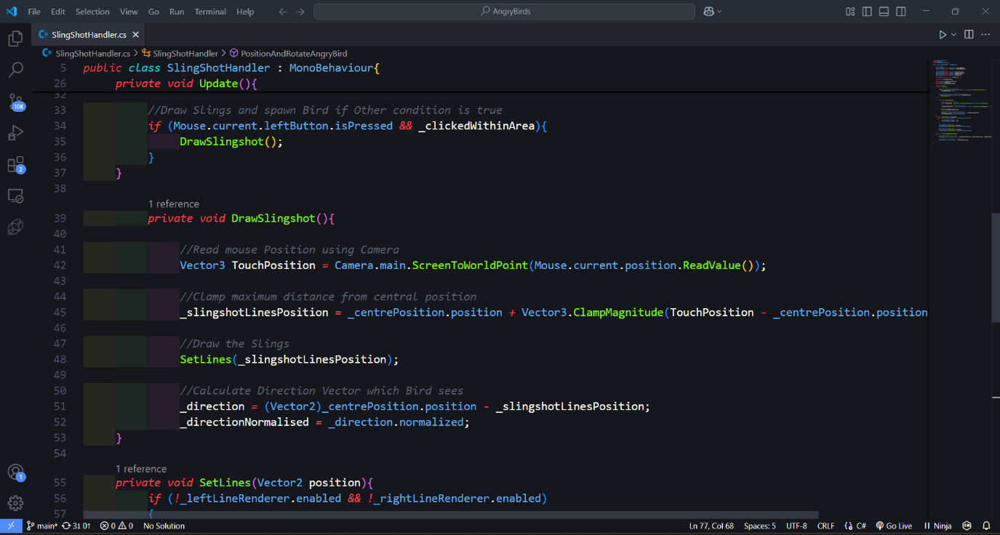 File Edit Selection View Go Run Terminal Help AngryBirds
SlingShotHandler.cs
SlingShotHandler.cs > SlingShotHandler > PositionAndRotateAngryBird
5 public class SlingShotHandler : MonoBehaviour{
26 private void Update(){
32
33 //Draw Slings and spawn Bird if Other condition is true
34 if (Mouse.current.leftButton.isPressed && _clickedWithinArea){
35 DrawSlingshot();
36 }
37 }
38
1 reference
39 private void DrawSlingshot(){
40
41 //Read mouse Position using Camera
42 Vector3 TouchPosition = Camera.main.ScreenToWorldPoint(Mouse.current.position.ReadValue());
43
44 //Clamp maximum distance from central position
45 _slingshotLinesPosition = _centrePosition.position + Vector3.ClampMagnitude(TouchPosition - _centrePosition.position
46
47 //Draw the Slings
48 SetLines(_slingshotLinesPosition);
49
50 //Calculate Direction Vector which Bird sees
51 _direction = (Vector2)_centrePosition.position - _slingshotLinesPosition;
52 _directionNormalised = _direction.normalized;
53 }
54
1 reference
55 private void SetLines(Vector2 position){
56 if (!_leftLineRenderer.enabled && !_rightLineRenderer.enabled)
57 {
10K
2
1
main* 3↓ 0↑ 0 0 No Solution Ln 77, Col 68 Spaces: 5 UTF-8 CRLF C# Go Live Ninja